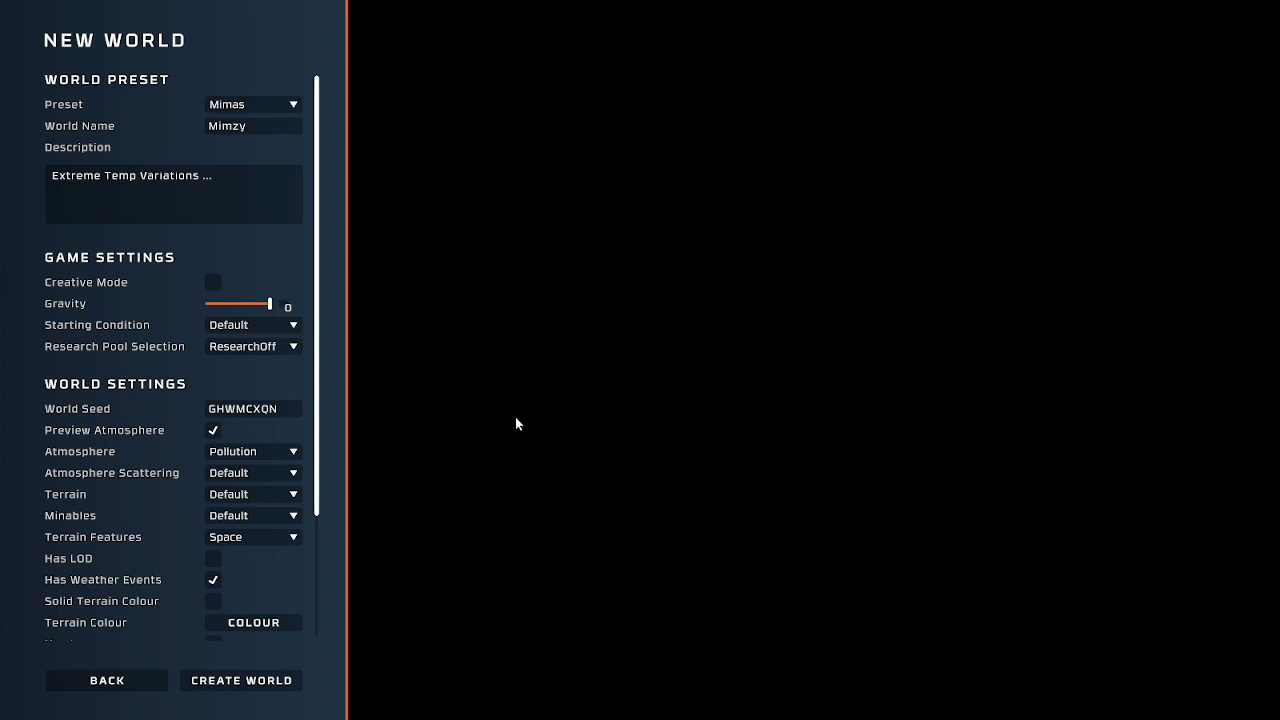 NEW WORLD
WORLD PRESET
Preset Mimas
World Name Mimzy
Description
Extreme Temp Variations ...
GAME SETTINGS
Creative Mode
Gravity 0
Starting Condition Default
Research Pool Selection ResearchOff
WORLD SETTINGS
World Seed GHWMCXQN
Preview Atmosphere
Atmosphere Pollution
Atmosphere Scattering Default
Terrain Default
Minables Default
Terrain Features Space
Has LOD
Has Weather Events
Solid Terrain Colour
Terrain Colour COLOUR
BACK CREATE WORLD